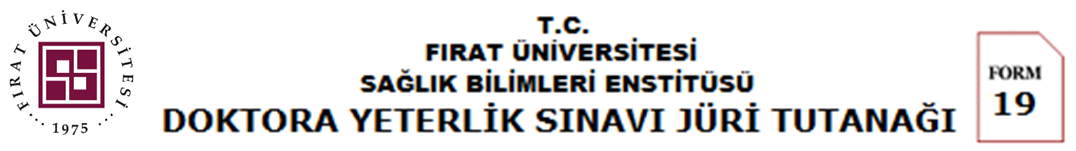 FIRAT ÜNİVERSİTESİ
1975
T.C.
FIRAT ÜNİVERSİTESİ
SAĞLIK BİLİMLERİ ENSTİTÜSÜ
DOKTORA YETERLİK SINAVI JÜRİ TUTANAĞI
FORM
19